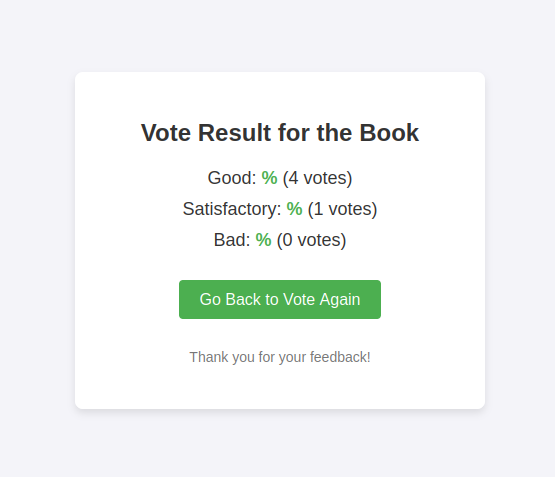 Vote Result for the Book
Good: % (4 votes)
Satisfactory: % (1 votes)
Bad: % (0 votes)
Go Back to Vote Again
Thank you for your feedback!